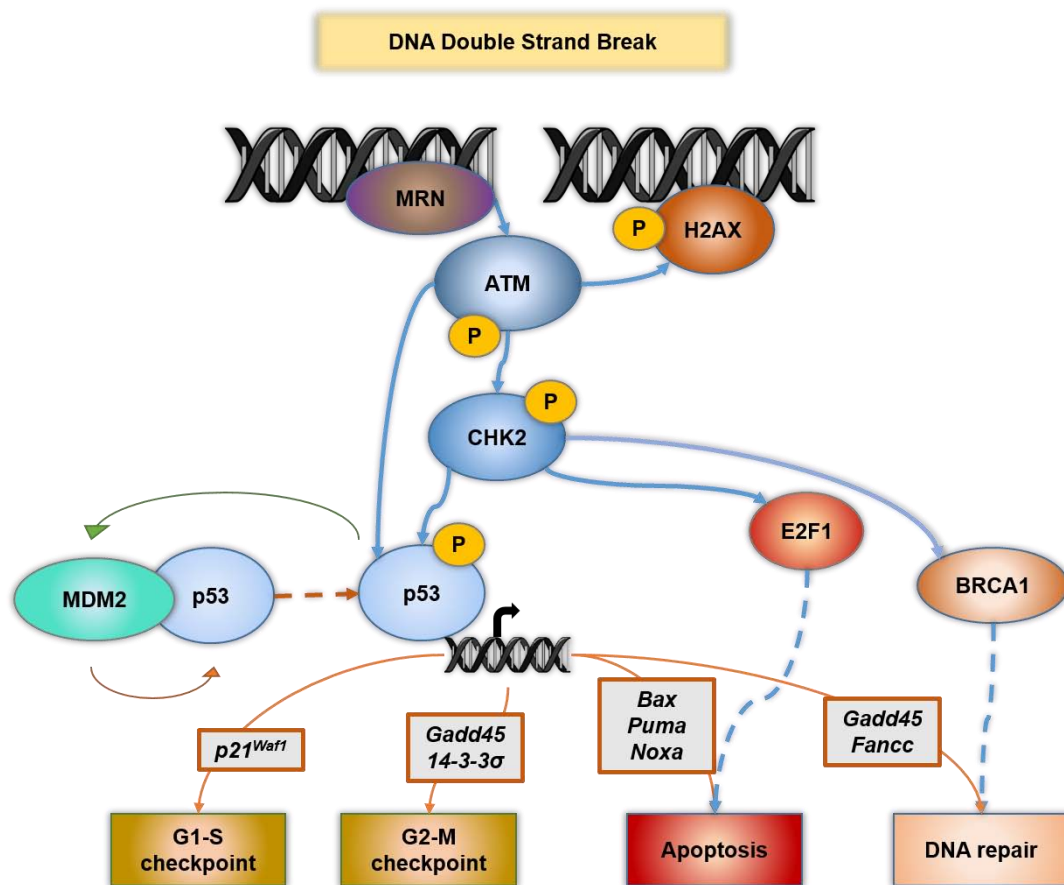 DNA Double Strand Break
MRN
P
H2AX
ATM
P
P
CHK2
E2F1
P
MDM2
p53
p53
BRCA1
p21Waf1
Gadd45
14-3-3σ
Bax
Puma
Noxa
Gadd45
Fancc
G1-S
checkpoint
G2-M
checkpoint
Apoptosis
DNA repair